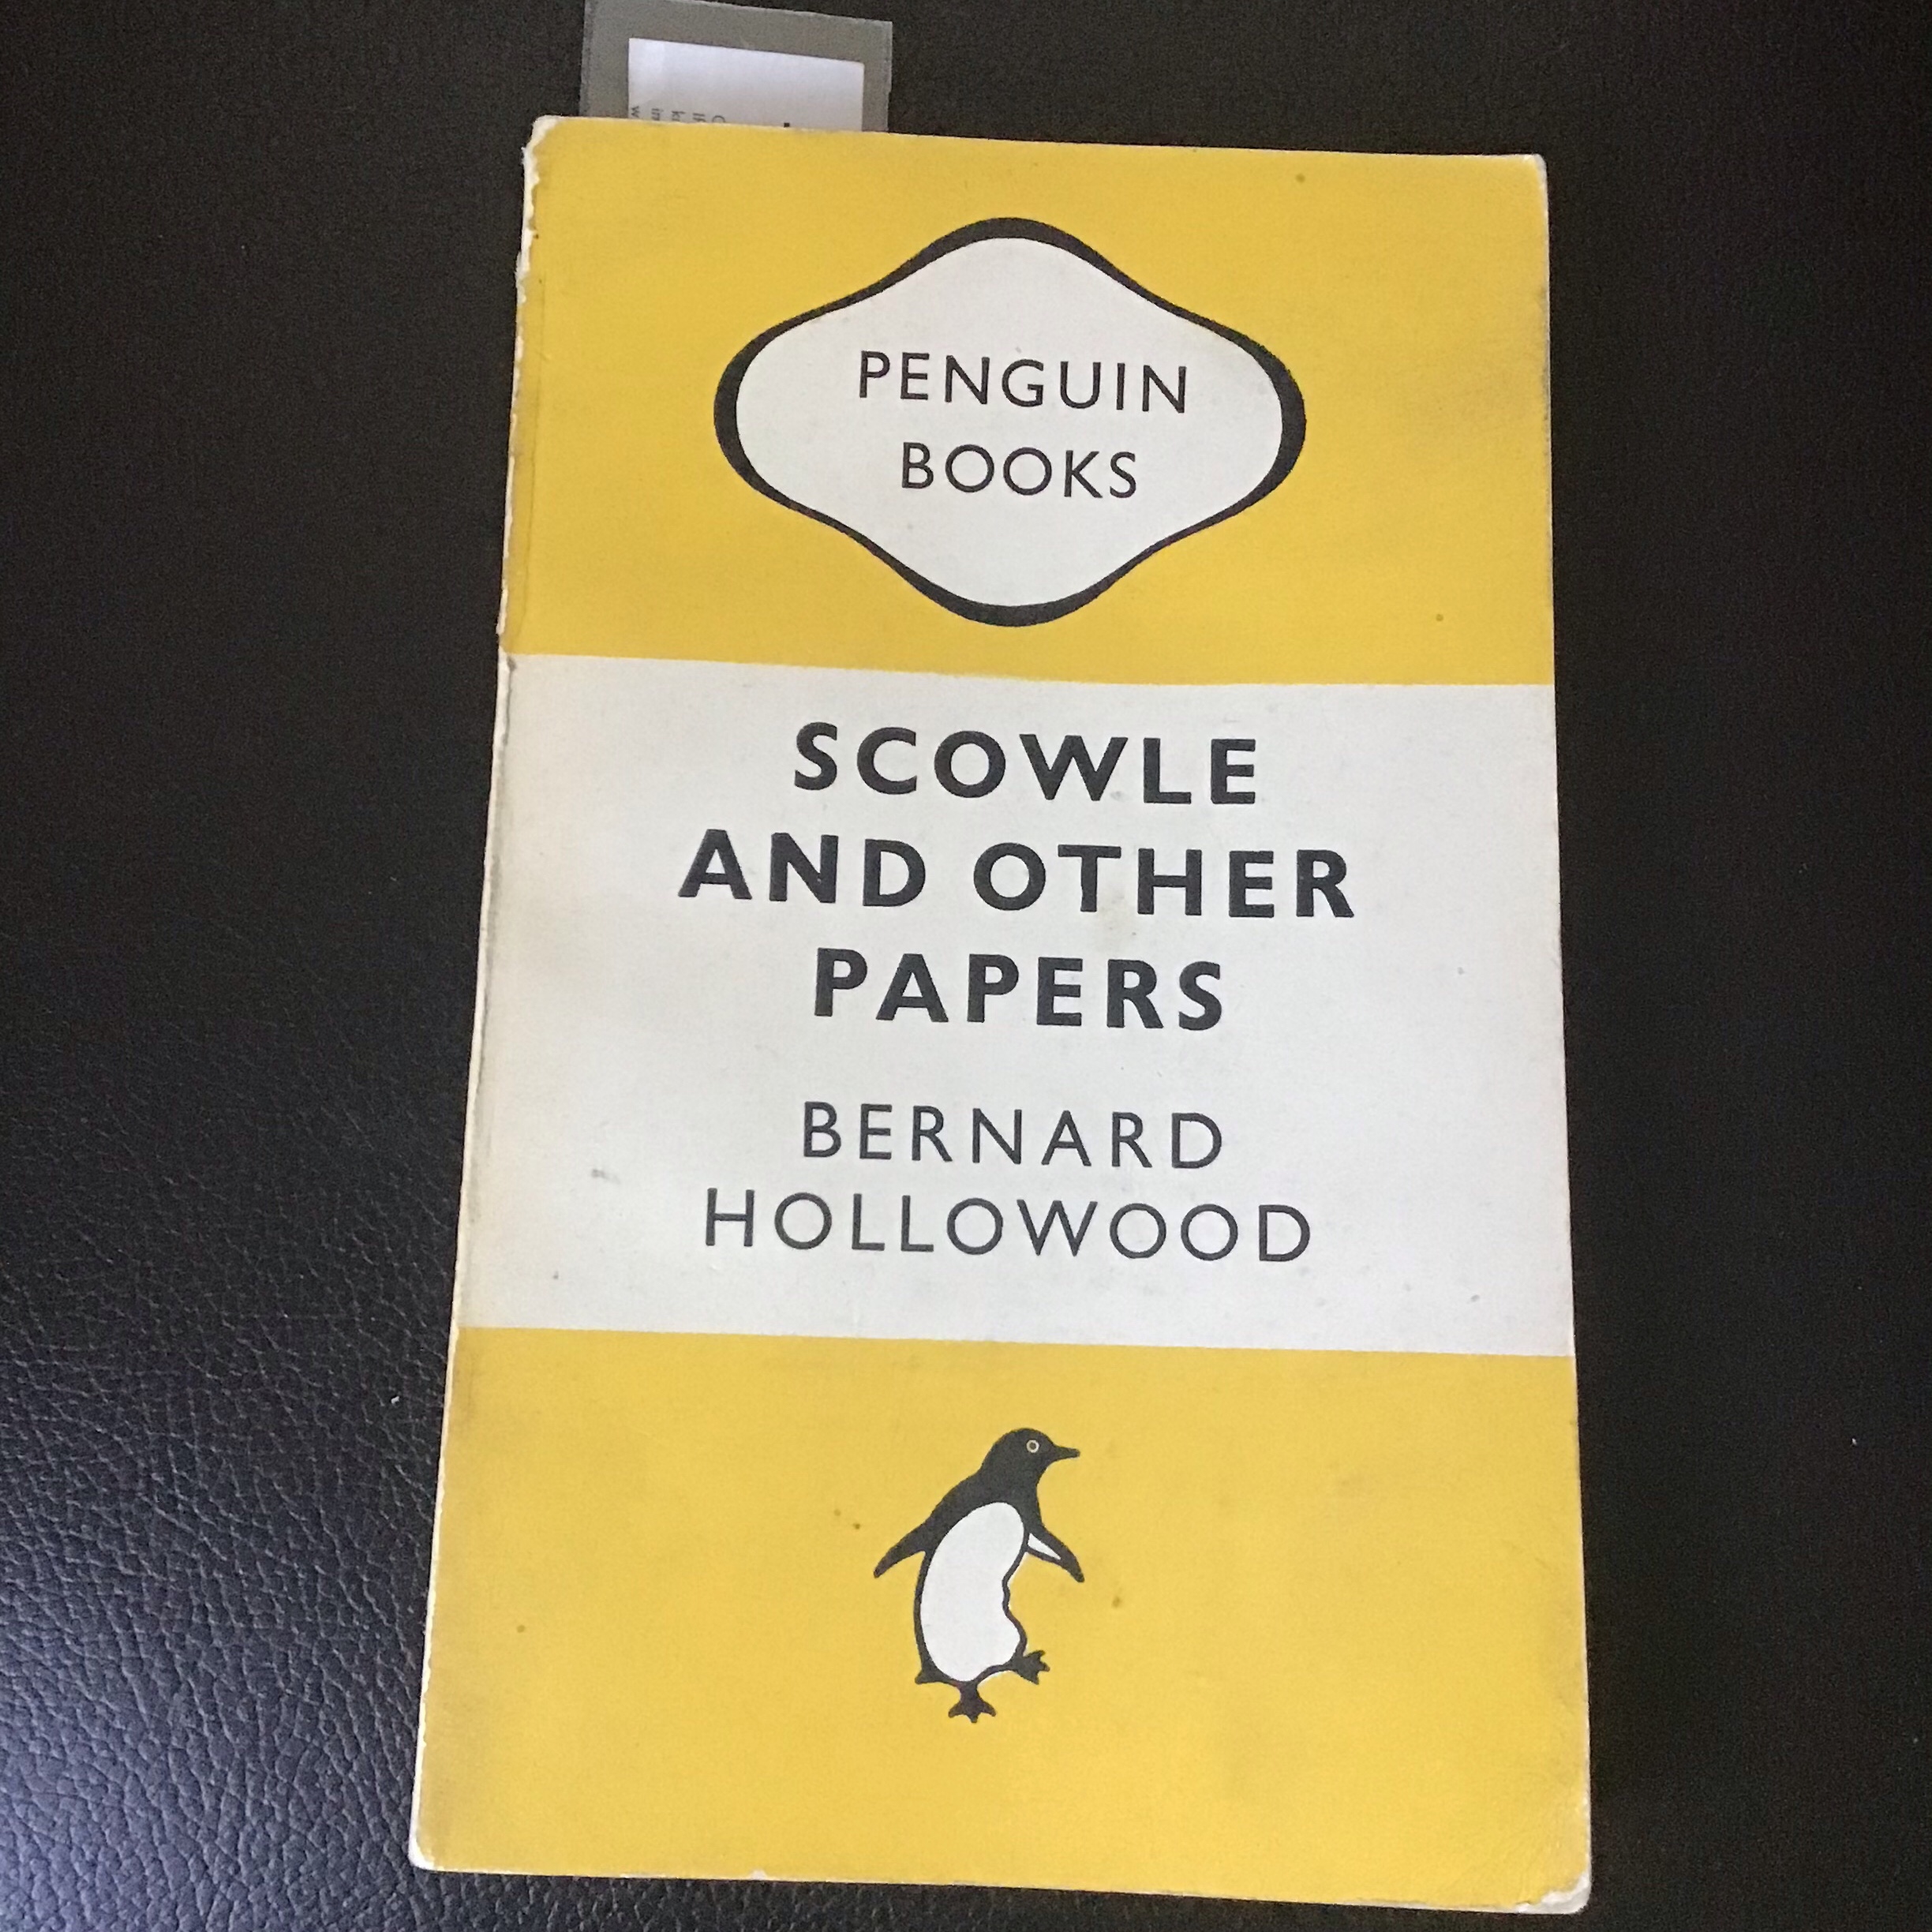 PENGUIN
BOOKS
SCOWLE
AND OTHER
PAPERS
BERNARD
HOLLOWOOD